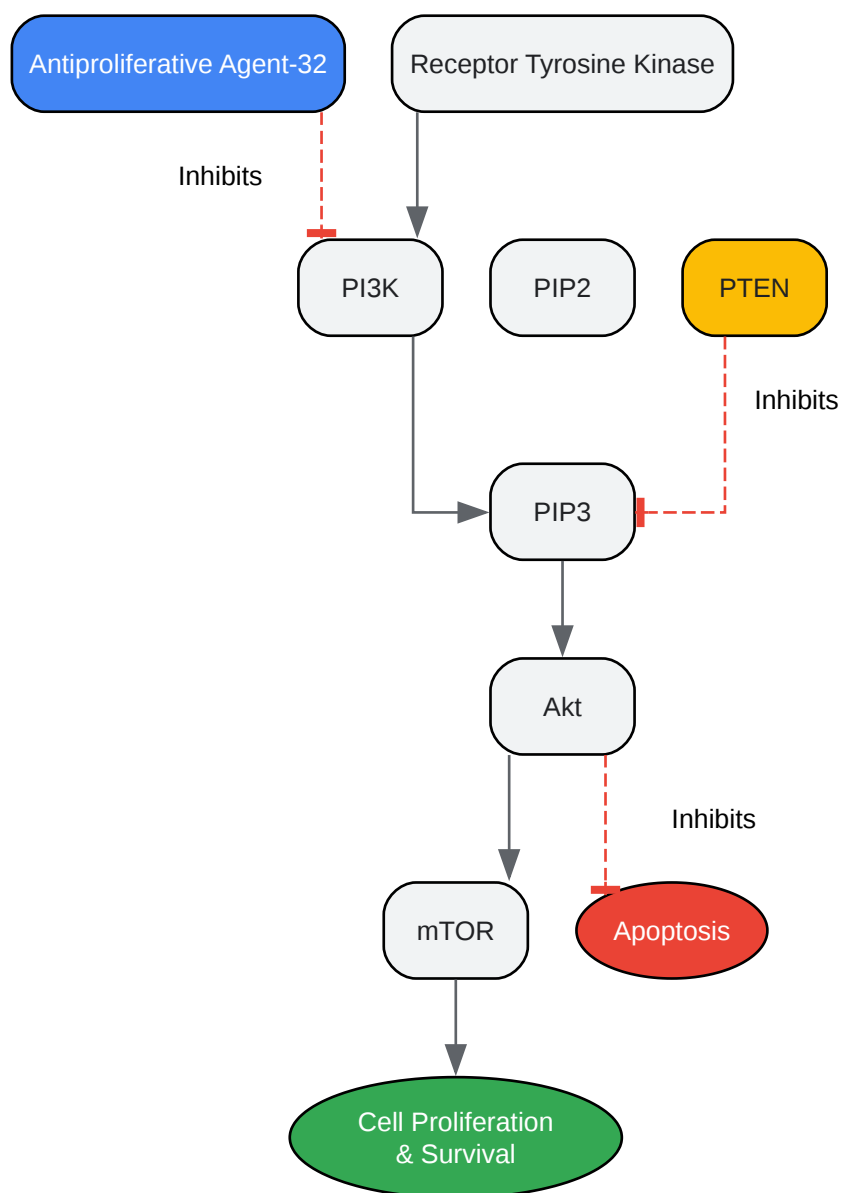 Antiproliferative Agent-32
Receptor Tyrosine Kinase
Inhibits
PI3K
PIP2
PTEN
Inhibits
PIP3
Akt
Inhibits
mTOR
Apoptosis
Cell Proliferation
& Survival